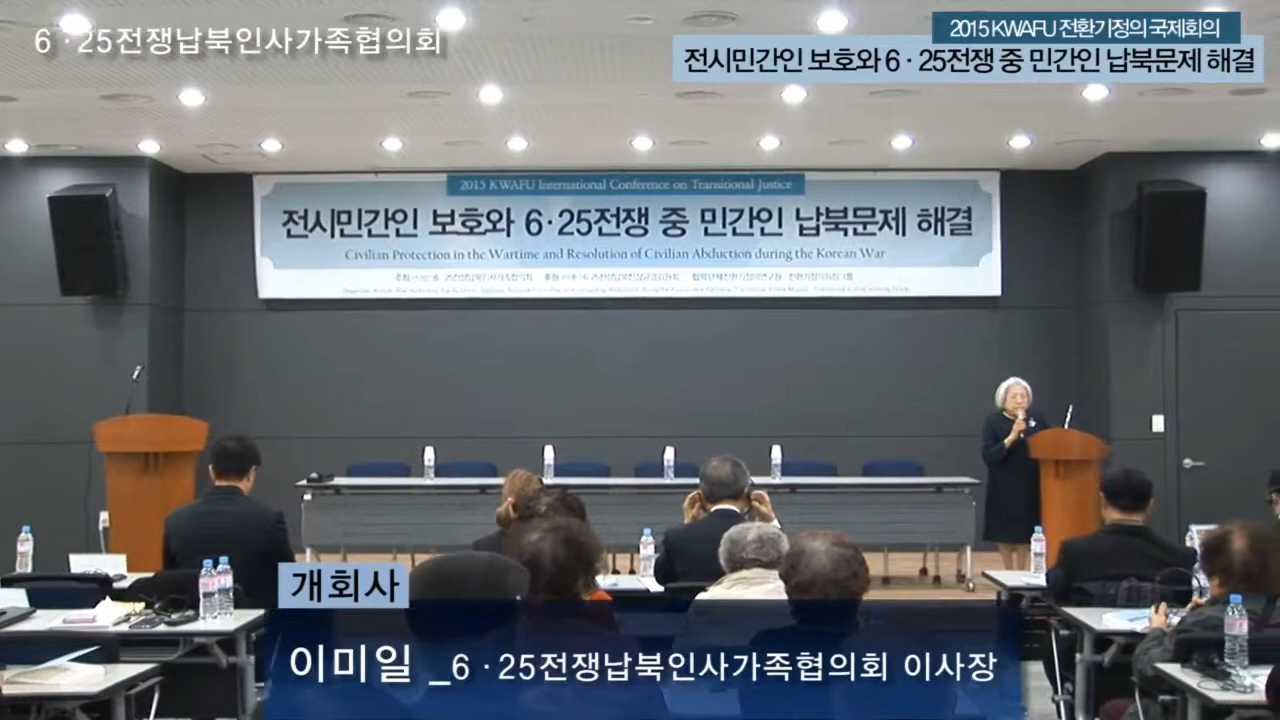 6·25전쟁납북인사가족협의회
2015 KWAFU 전환기정의 국제회의
전시민간인 보호와 6·25전쟁 중 민간인 납북문제 해결
2015 KWAFU International Conference on Transitional Justice
전시민간인 보호와 6·25전쟁 중 민간인 납북문제 해결
Civilian Protection in the Wartime and Resolution of Civilian Abduction during the Korean War
개회사
이미일 _6·25전쟁납북인사가족협의회 이사장